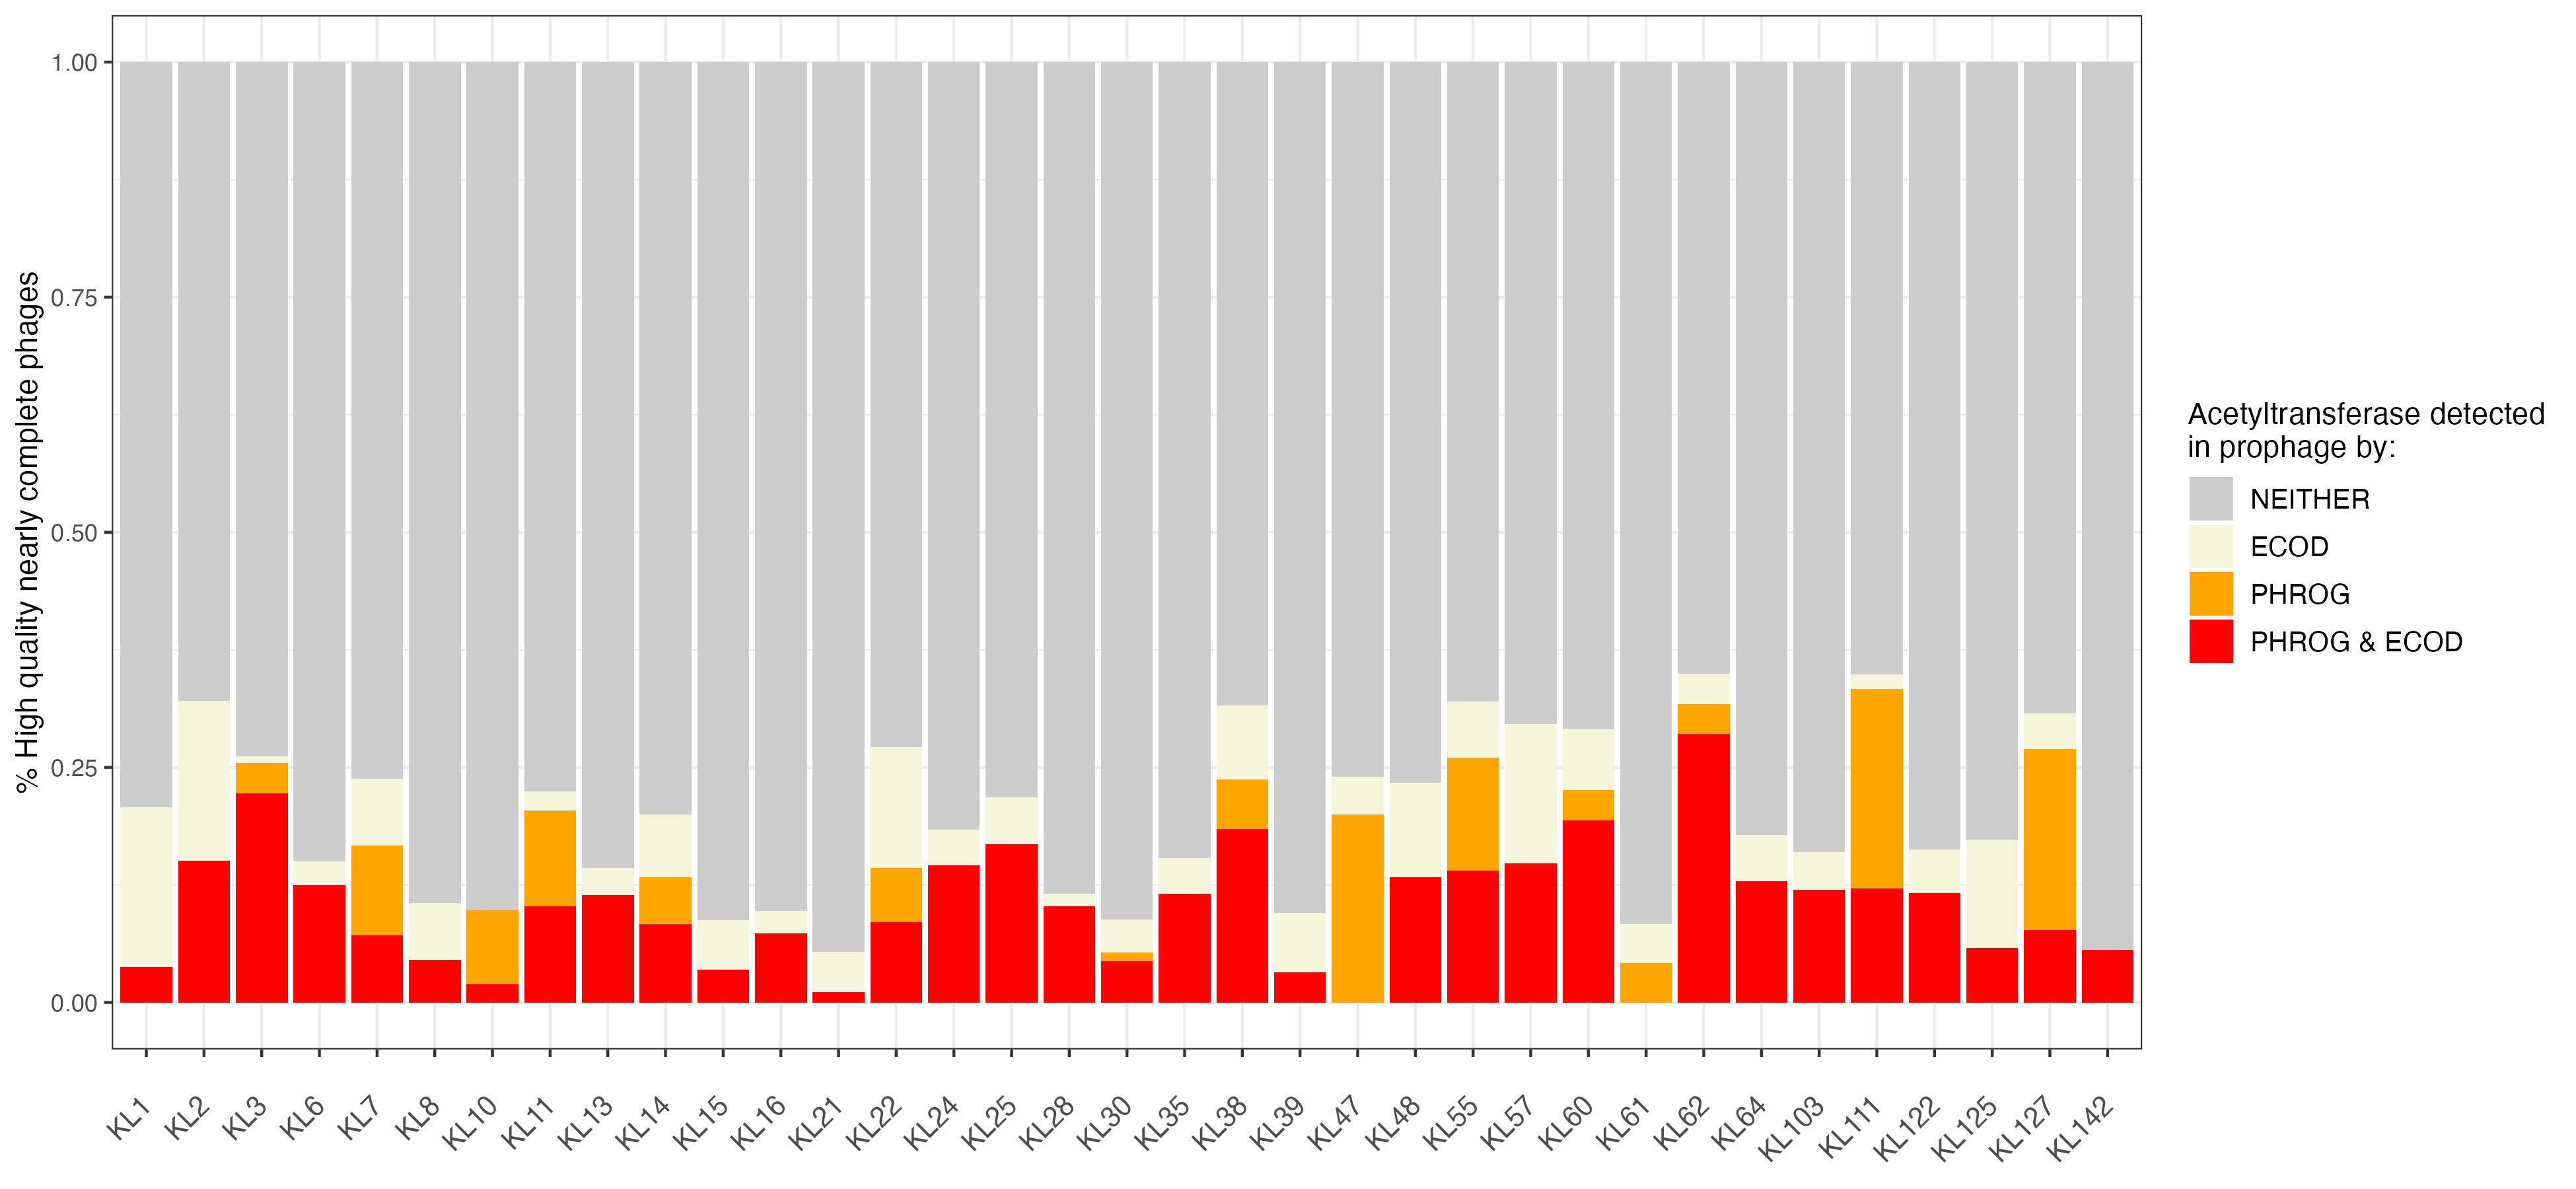 % High quality nearly complete phages
1.00
0.75
0.50
0.25
0.00
KL1
KL2
KL3
KL6
KL7
KL8
KL10
KL11
KL13
KL14
KL15
KL16
KL21
KL22
KL24
KL25
KL28
KL30
KL35
KL38
KL39
KL47
KL48
KL55
KL57
KL60
KL61
KL62
KL64
KL103
KL111
KL122
KL125
KL127
KL142
Acetyltransferase detected
in prophage by:
NEITHER
ECOD
PHROG
PHROG & ECOD